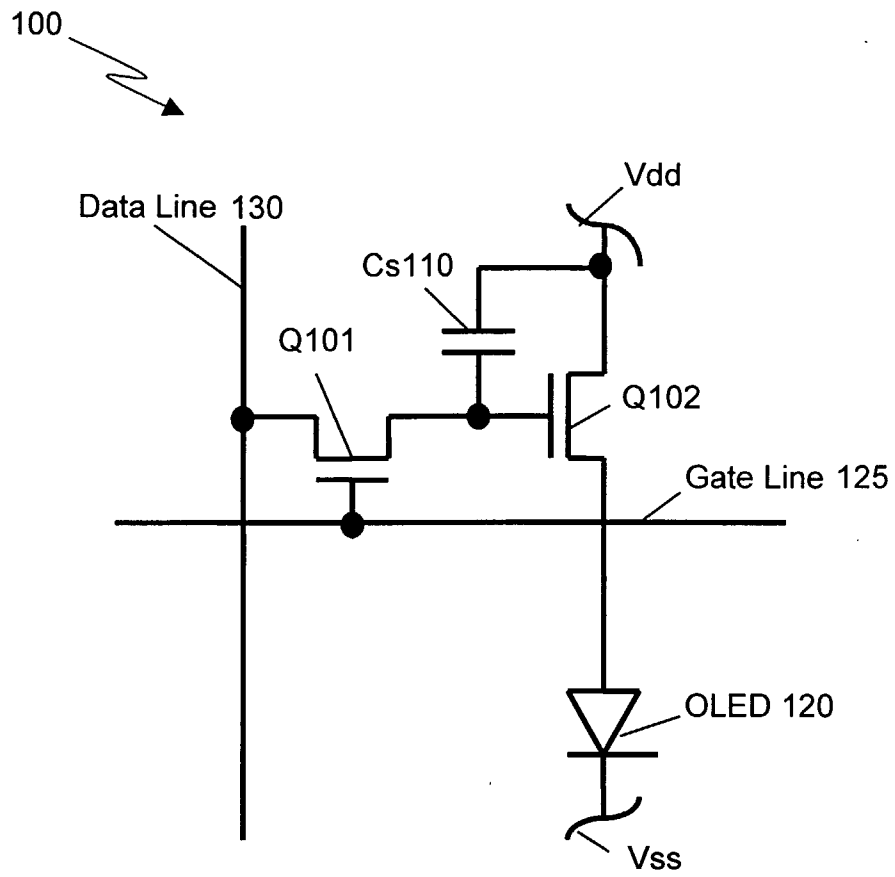 100
Vdd
Data Line 130
Cs110
Q101
Q102
Gate Line 125
OLED 120
Vss